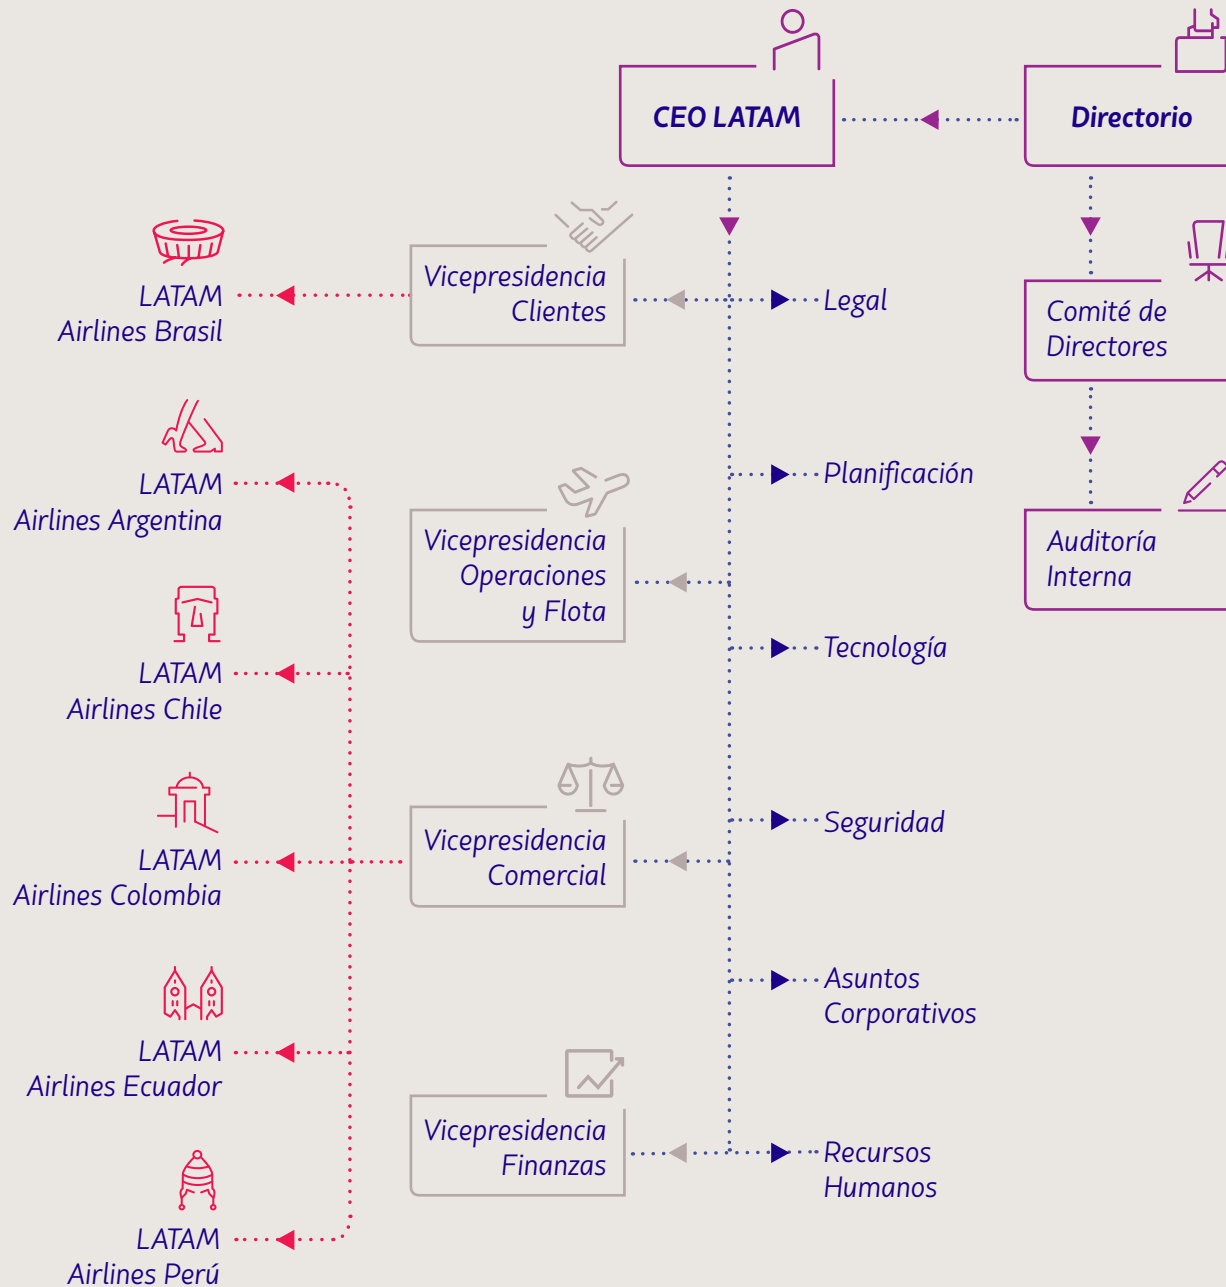 CEO LATAM
Directorio
LATAM
Airlines Brasil
Vicepresidencia
Clientes
Legal
Comité de
Directores
LATAM
Airlines Argentina
Vicepresidencia
Operaciones
y Flota
Planificación
Auditoría
Interna
LATAM
Airlines Chile
Tecnología
LATAM
Airlines Colombia
Vicepresidencia
Comercial
Seguridad
LATAM
Airlines Ecuador
Asuntos
Corporativos
Vicepresidencia
Finanzas
Recursos
Humanos
LATAM
Airlines Perú